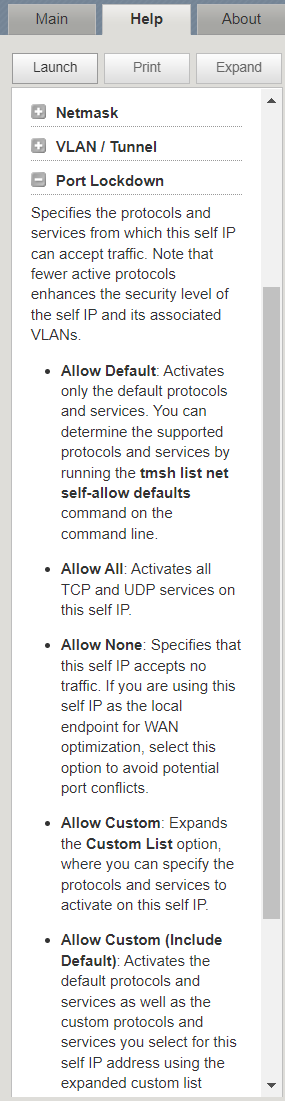 Main Help About
Launch Print Expand
Netmask
VLAN / Tunnel
Port Lockdown
Specifies the protocols and
services from which this self IP
can accept traffic. Note that
fewer active protocols
enhances the security level of
the self IP and its associated
VLANs.
• Allow Default: Activates
only the default protocols
and services. You can
determine the supported
protocols and services by
running the tmsh list net
self-allow defaults
command on the
command line.
• Allow All: Activates all
TCP and UDP services on
this self IP.
• Allow None: Specifies that
this self IP accepts no
traffic. If you are using this
self IP as the local
endpoint for WAN
optimization, select this
option to avoid potential
port conflicts.
• Allow Custom: Expands
the Custom List option,
where you can specify the
protocols and services to
activate on this self IP.
• Allow Custom (Include
Default): Activates the
default protocols and
services as well as the
custom protocols and
services you select for this
self IP address using the
expanded custom list